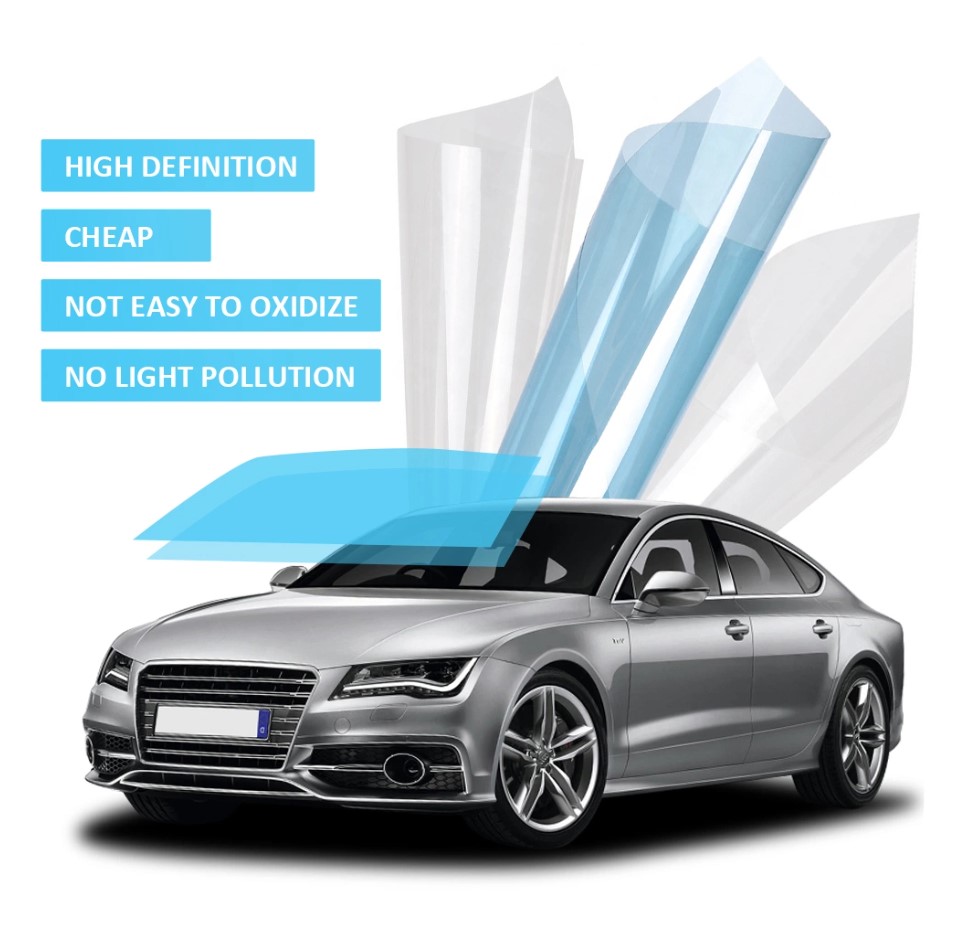 HIGH DEFINITION
CHEAP
NOT EASY TO OXIDIZE
NO LIGHT POLLUTION